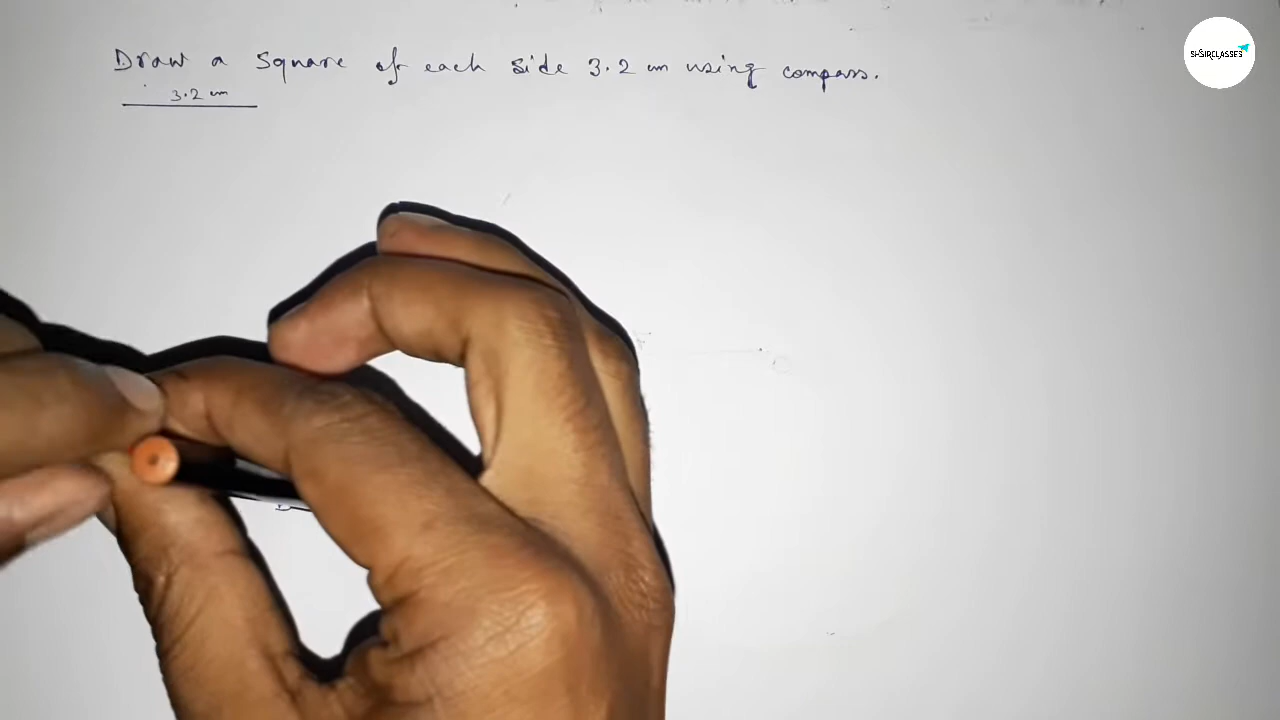 Draw a Square of each side 3.2 cm using compass.
3.2 cm
SHSIRCLASSES